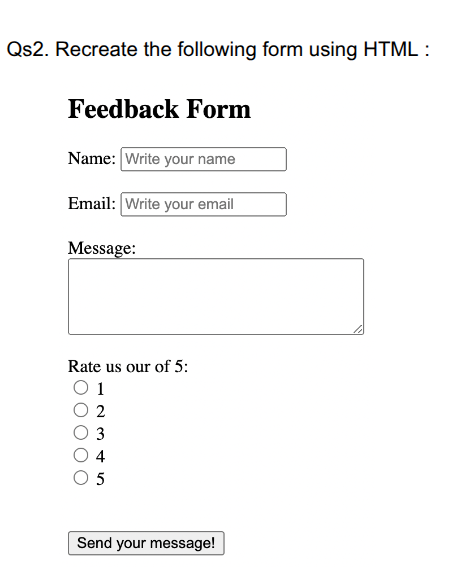 Qs2. Recreate the following form using HTML :
Feedback Form
Name: Write your name
Email: Write your email
Message:
Rate us our of 5:
1
2
3
4
5
Send your message!